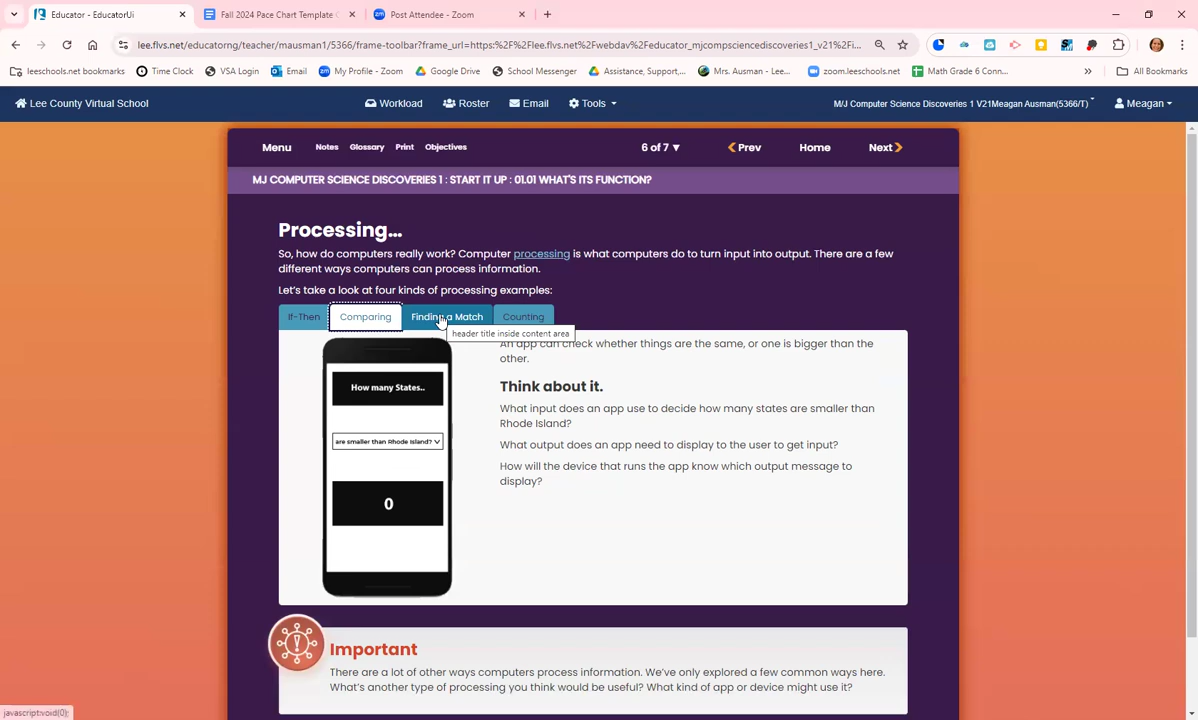 Educator - EducatorUi
Fall 2024 Pace Chart Template
Post Attendee - Zoom
lee.flvs.net/educatorng/teacher/mausman1/5366/frame-toolbar?frame_url=https:%2F%2Flee.flvs.net%2Fwebdav%2Feducator_mjcompsciencediscoveries1_v21%2Fi...
leeschools.net bookmarks
Time Clock
VSA Login
Email
My Profile - Zoom
Google Drive
School Messenger
Assistance, Support,...
Mrs. Ausman - Lee...
zoom.leeschools.net
Math Grade 6 Conn...
»
All Bookmarks
Lee County Virtual School
Workload
Roster
Email
Tools
M/J Computer Science Discoveries 1 V21Meagan Ausman(5366/T)
Meagan
Menu
Notes
Glossary
Print
Objectives
6 of 7
Prev
Home
Next
MJ COMPUTER SCIENCE DISCOVERIES 1 : START IT UP : 01.01 WHAT'S ITS FUNCTION?
Processing...
So, how do computers really work? Computer processing is what computers do to turn input into output. There are a few
different ways computers can process information.
Let's take a look at four kinds of processing examples:
If-Then
Comparing
Finding a Match
Counting
header title inside content area
An app can check whether things are the same, or one is bigger than the
other.
How many States..
are smaller than Rhode Island?
0
Think about it.
What input does an app use to decide how many states are smaller than
Rhode Island?
What output does an app need to display to the user to get input?
How will the device that runs the app know which output message to
display?
Important
There are a lot of other ways computers process information. We've only explored a few common ways here.
What's another type of processing you think would be useful? What kind of app or device might use it?
javascript:void(0);